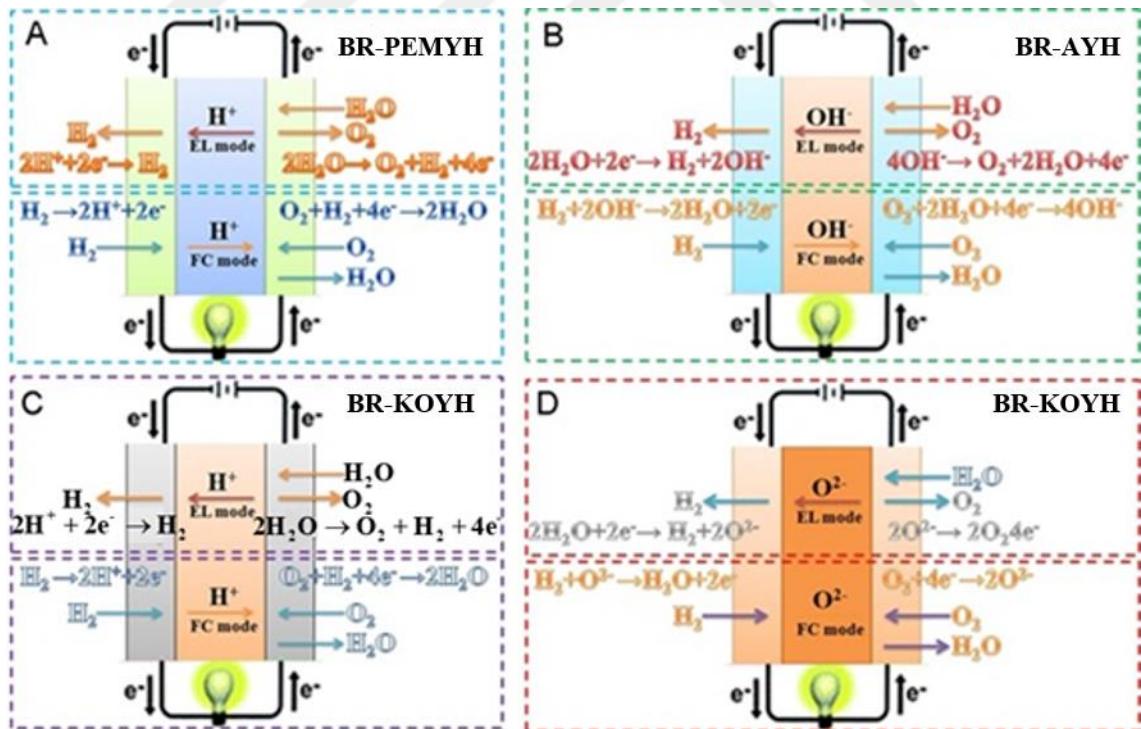 A
BR-PEMYH
e-
e-
H+
EL mode
H2O
H2
O2
2H++2e-→H2
2H2O→O2+H2+4e-
H2→2H++2e-
O2+H2+4e-→2H2O
H+
FC mode
H2
O2
H2O
e-
e-
B
BR-AYH
e-
e-
OH-
EL mode
H2O
H2
O2
2H2O+2e-→H2+2OH-
4OH-→O2+2H2O+4e-
H2+2OH-→2H2O+2e-
O2+2H2O+4e-→4OH-
OH-
FC mode
H2
O2
H2O
e-
e-
C
BR-KOYH
e-
e-
H+
EL mode
H2O
H2
O2
2H+ + 2e- → H2
2H2O → O2 + H2 + 4e-
H2→2H++2e-
O2+H2+4e-→2H2O
H+
FC mode
H2
O2
H2O
e-
e-
D
BR-KOYH
e-
e-
O2-
EL mode
H2O
H2
O2
2H2O+2e-→H2+2O2-
2O2-→2O24e-
H2+O2-→H2O+2e-
O2+4e-→2O2-
O2-
FC mode
H2
O2
H2O
e-
e-